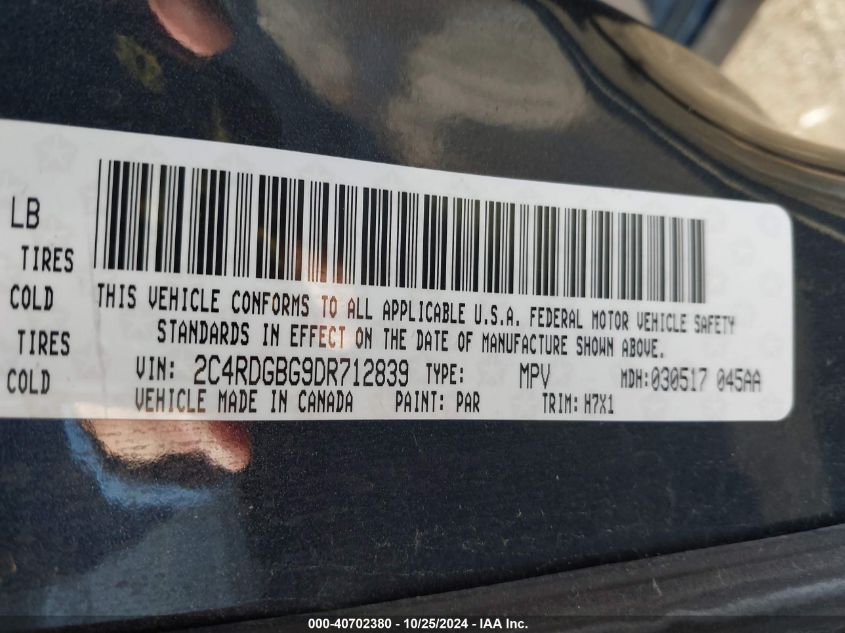 LB
TIRES
COLD
TIRES
COLD
THIS VEHICLE CONFORMS TO ALL APPLICABLE U.S.A. FEDERAL MOTOR VEHICLE SAFETY
STANDARDS IN EFFECT ON THE DATE OF MANUFACTURE SHOWN ABOVE.
VIN: 2C4RDGBG9DR712839 TYPE: MPV MDH:030517 045AA
VEHICLE MADE IN CANADA PAINT: PAR TRIM: H7X1
000-40702380 - 10/25/2024 - IAA Inc.